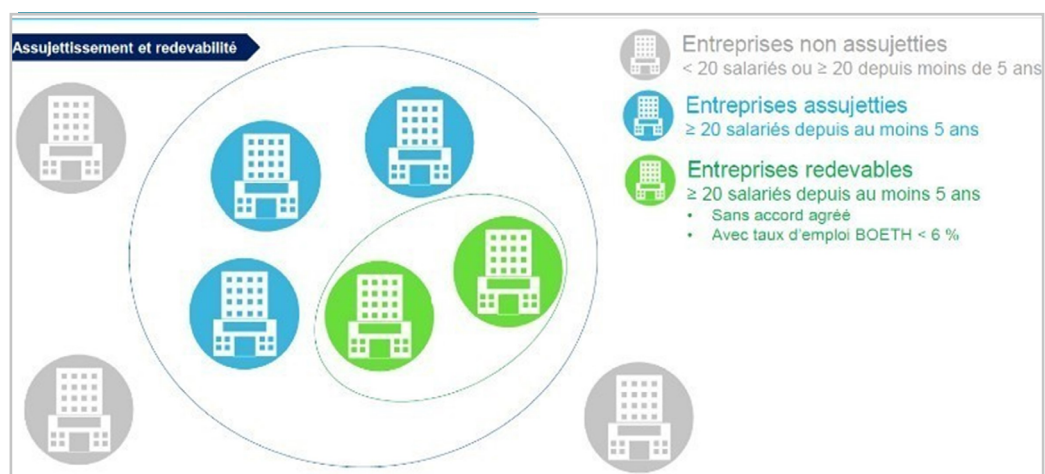 Assujettissement et redevabilité
Entreprises non assujetties
< 20 salariés ou ≥ 20 depuis moins de 5 ans
Entreprises assujetties
≥ 20 salariés depuis au moins 5 ans
Entreprises redevables
≥ 20 salariés depuis au moins 5 ans
• Sans accord agréé
• Avec taux d'emploi BOETH < 6 %